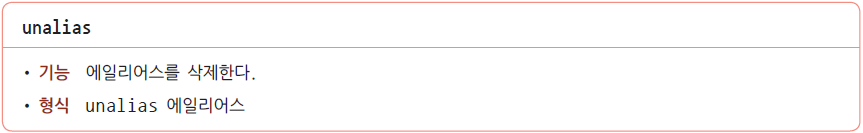 unalias
• 기능 에일리어스를 삭제한다.
• 형식 unalias 에일리어스